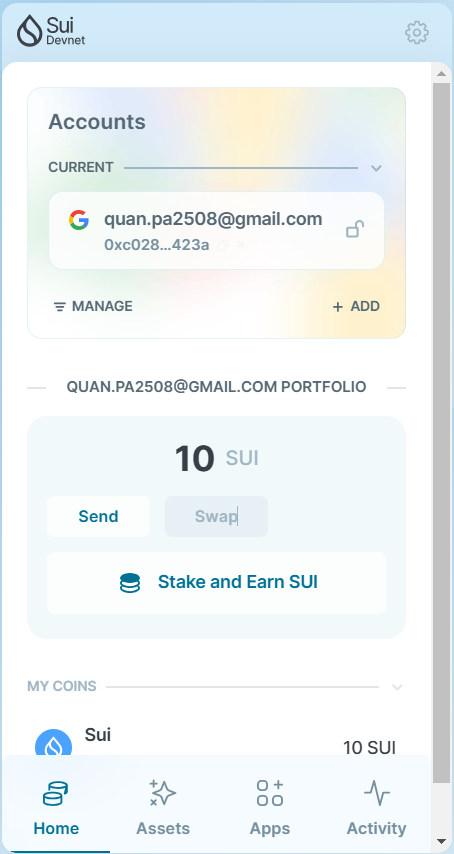 Sui
Devnet
Accounts
CURRENT
quan.pa2508@gmail.com
0xc028...423a
MANAGE
+ ADD
QUAN.PA2508@GMAIL.COM PORTFOLIO
10 SUI
Send
Swap
Stake and Earn SUI
MY COINS
Sui
10 SUI
Home
Assets
Apps
Activity